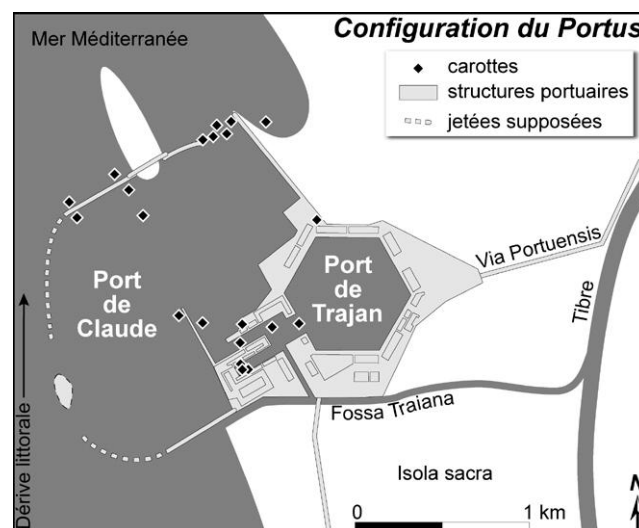 Configuration du Portus
Mer Méditerranée
carottes
structures portuaires
jetées supposées
Via Portuensis
Port
de
Claude
Port
de
Trajan
Tibre
Dérive littorale
Fossa Traiana
Isola sacra
N
0 1 km